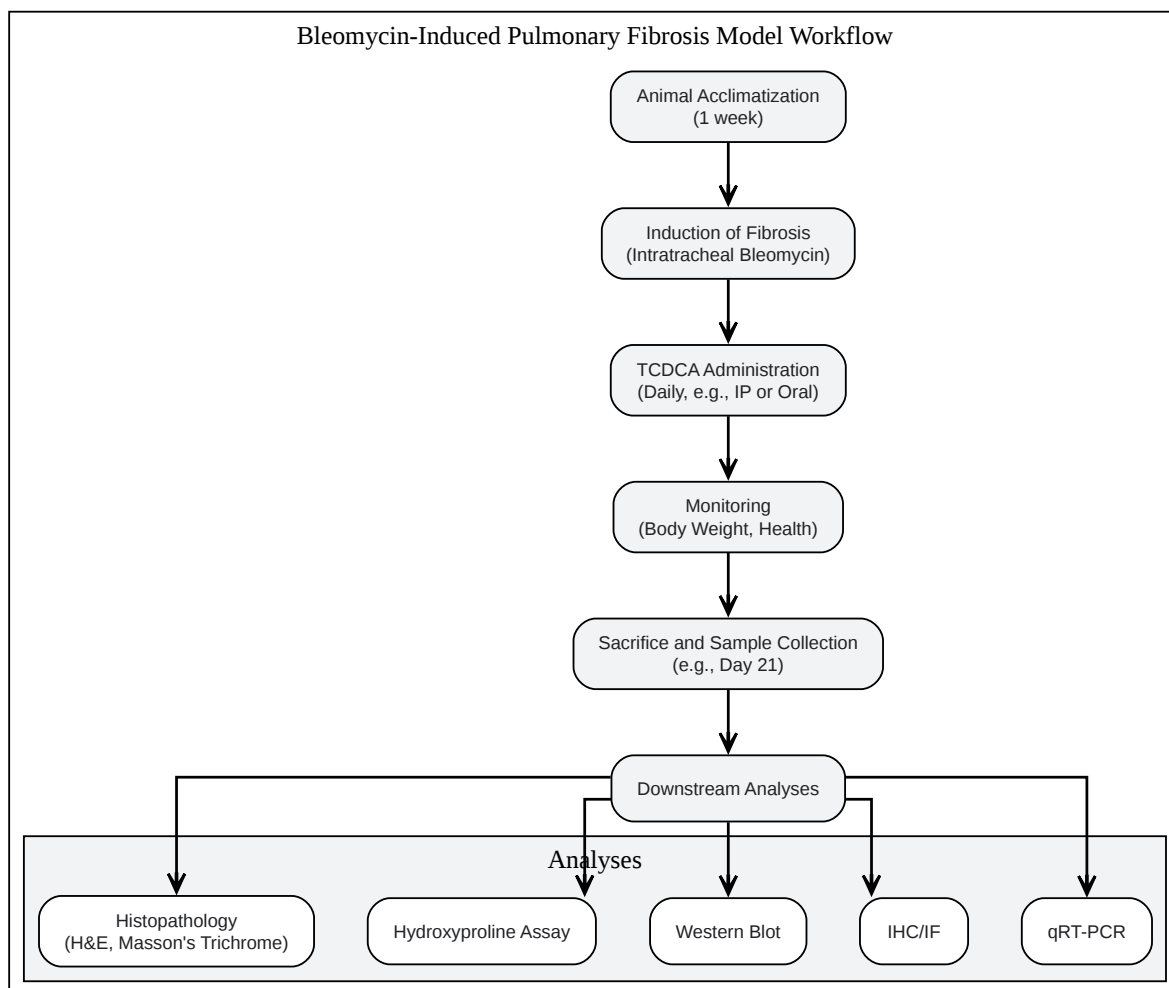 Bleomycin-Induced Pulmonary Fibrosis Model Workflow
Animal Acclimatization
(1 week)
Induction of Fibrosis
(Intratracheal Bleomycin)
TCDCA Administration
(Daily, e.g., IP or Oral)
Monitoring
(Body Weight, Health)
Sacrifice and Sample Collection
(e.g., Day 21)
Downstream Analyses
Analyses
Histopathology
(H&E, Masson's Trichrome)
Hydroxyproline Assay
Western Blot
IHC/IF
qRT-PCR